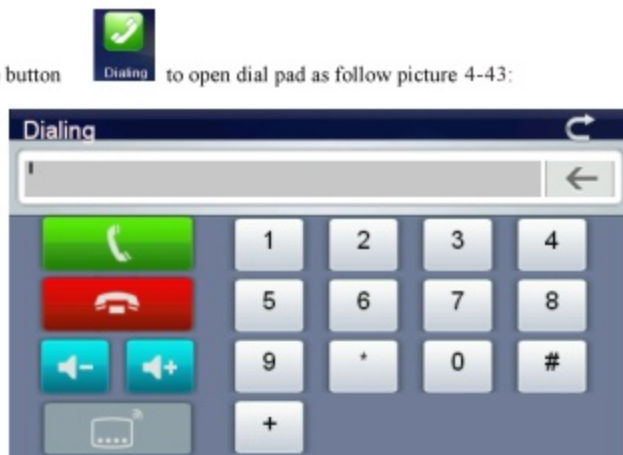 button Dialing to open dial pad as follow picture 4-43:
Dialing
1 2 3 4
5 6 7 8
9 * 0 #
+